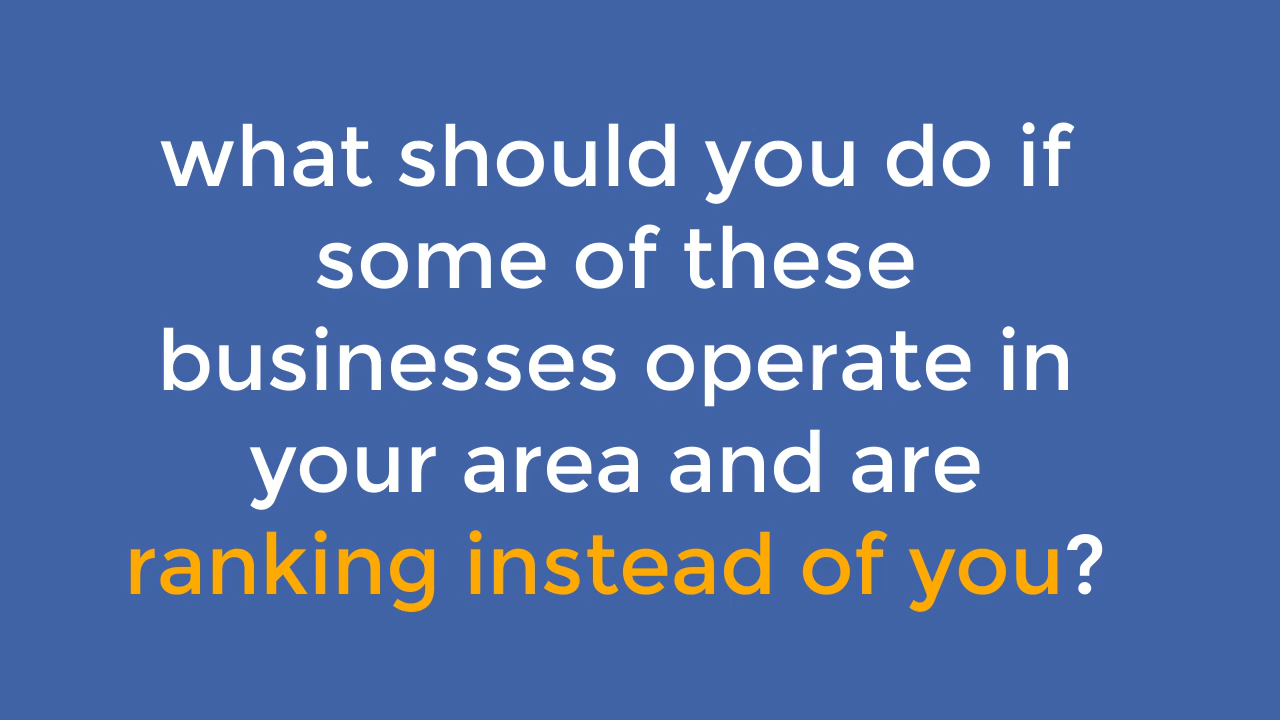 what should you do if
some of these
businesses operate in
your area and are
ranking instead of you?